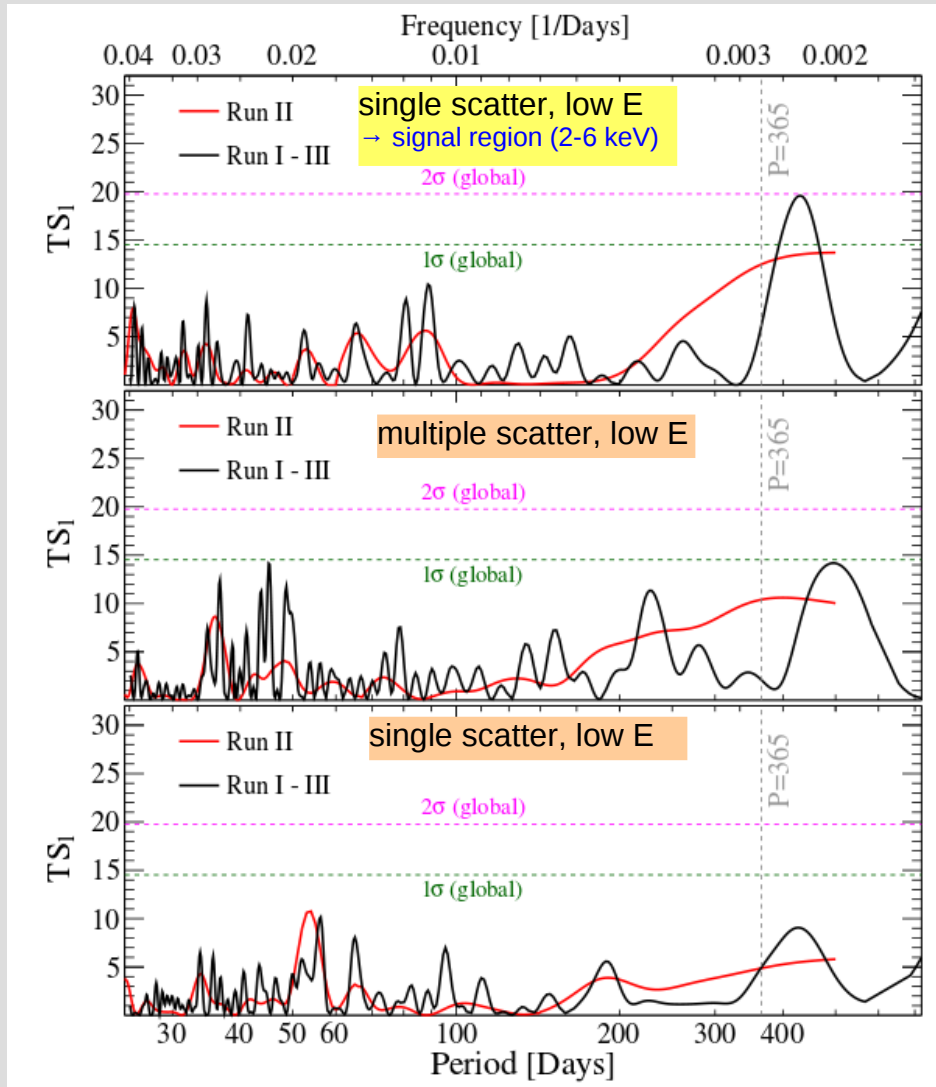 Frequency [1/Days]
0.04 0.03 0.02 0.01 0.003 0.002
30
25
20
15
10
5
TS1
Run II
Run I - III
single scatter, low E
→ signal region (2-6 keV)
2σ (global)
1σ (global)
P=365
30
25
20
15
10
5
TS1
Run II
Run I - III
multiple scatter, low E
2σ (global)
1σ (global)
P=365
30
25
20
15
10
5
TS1
Run II
Run I - III
single scatter, low E
2σ (global)
1σ (global)
P=365
30 40 50 60 100 200 300 400
Period [Days]